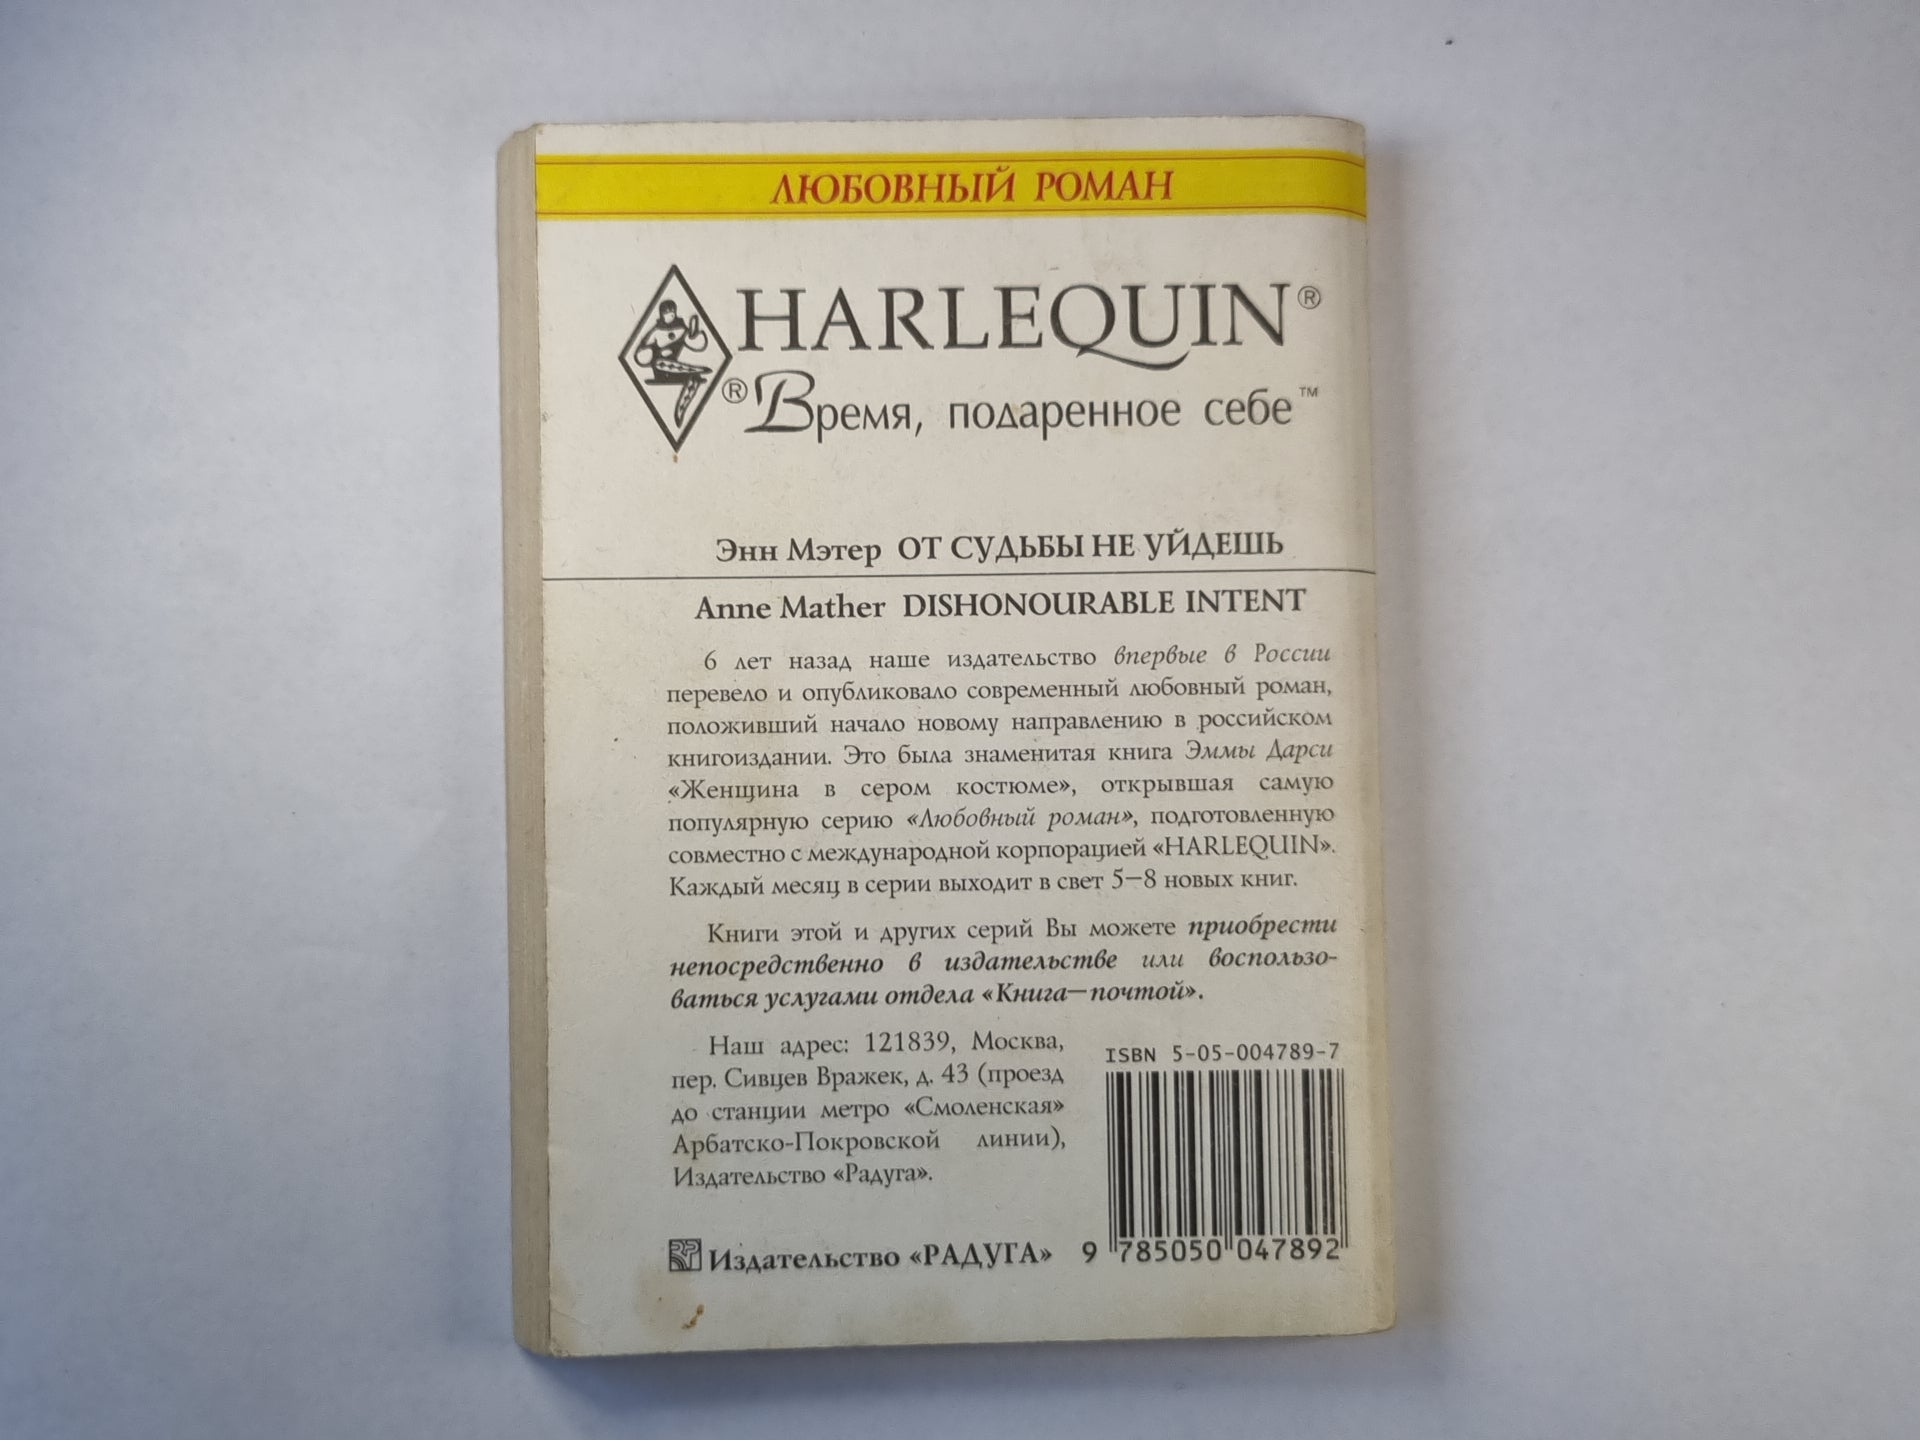 ЛЮБОВНЫЙ РОМАН
HARLEQUIN®
® Время, подаренное себе™
Энн Мэтер ОТ СУДЬБЫ НЕ УЙДЕШЬ
Anne Mather DISHONOURABLE INTENT
6 лет назад наше издательство впервые в России
перевело и опубликовало современный любовный роман,
положивший начало новому направлению в российском
книгоиздании. Это была знаменитая книга Эммы Дарси
«Женщина в сером костюме», открывшая самую
популярную серию «Любовный роман», подготовленную
совместно с международной корпорацией «HARLEQUIN».
Каждый месяц в серии выходит в свет 5–8 новых книг.
Книги этой и других серий Вы можете приобрести
непосредственно в издательстве или воспользо-
ваться услугами отдела «Книга—почтой».
Наш адрес: 121839, Москва,
пер. Сивцев Вражек, д. 43 (проезд
до станции метро «Смоленская»
Арбатско-Покровской линии),
Издательство «Радуга».
ISBN 5-05-004789-7
9 785050 047892
Издательство «РАДУГА»